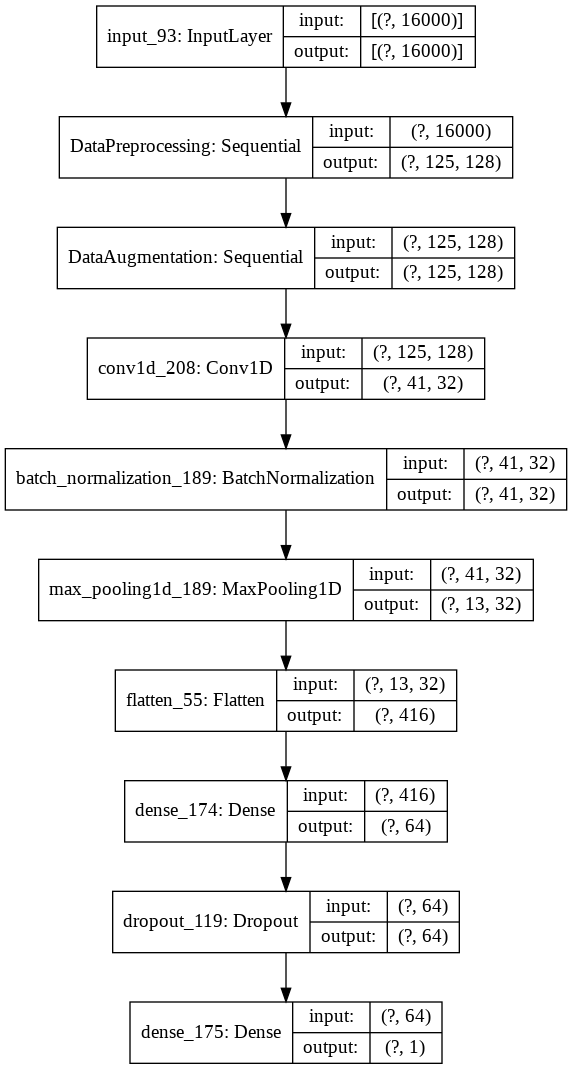 input_93: InputLayer
input: [(?, 16000)]
output: [(?, 16000)]
DataPreprocessing: Sequential
input: (?, 16000)
output: (?, 125, 128)
DataAugmentation: Sequential
input: (?, 125, 128)
output: (?, 125, 128)
conv1d_208: Conv1D
input: (?, 125, 128)
output: (?, 41, 32)
batch_normalization_189: BatchNormalization
input: (?, 41, 32)
output: (?, 41, 32)
max_pooling1d_189: MaxPooling1D
input: (?, 41, 32)
output: (?, 13, 32)
flatten_55: Flatten
input: (?, 13, 32)
output: (?, 416)
dense_174: Dense
input: (?, 416)
output: (?, 64)
dropout_119: Dropout
input: (?, 64)
output: (?, 64)
dense_175: Dense
input: (?, 64)
output: (?, 1)